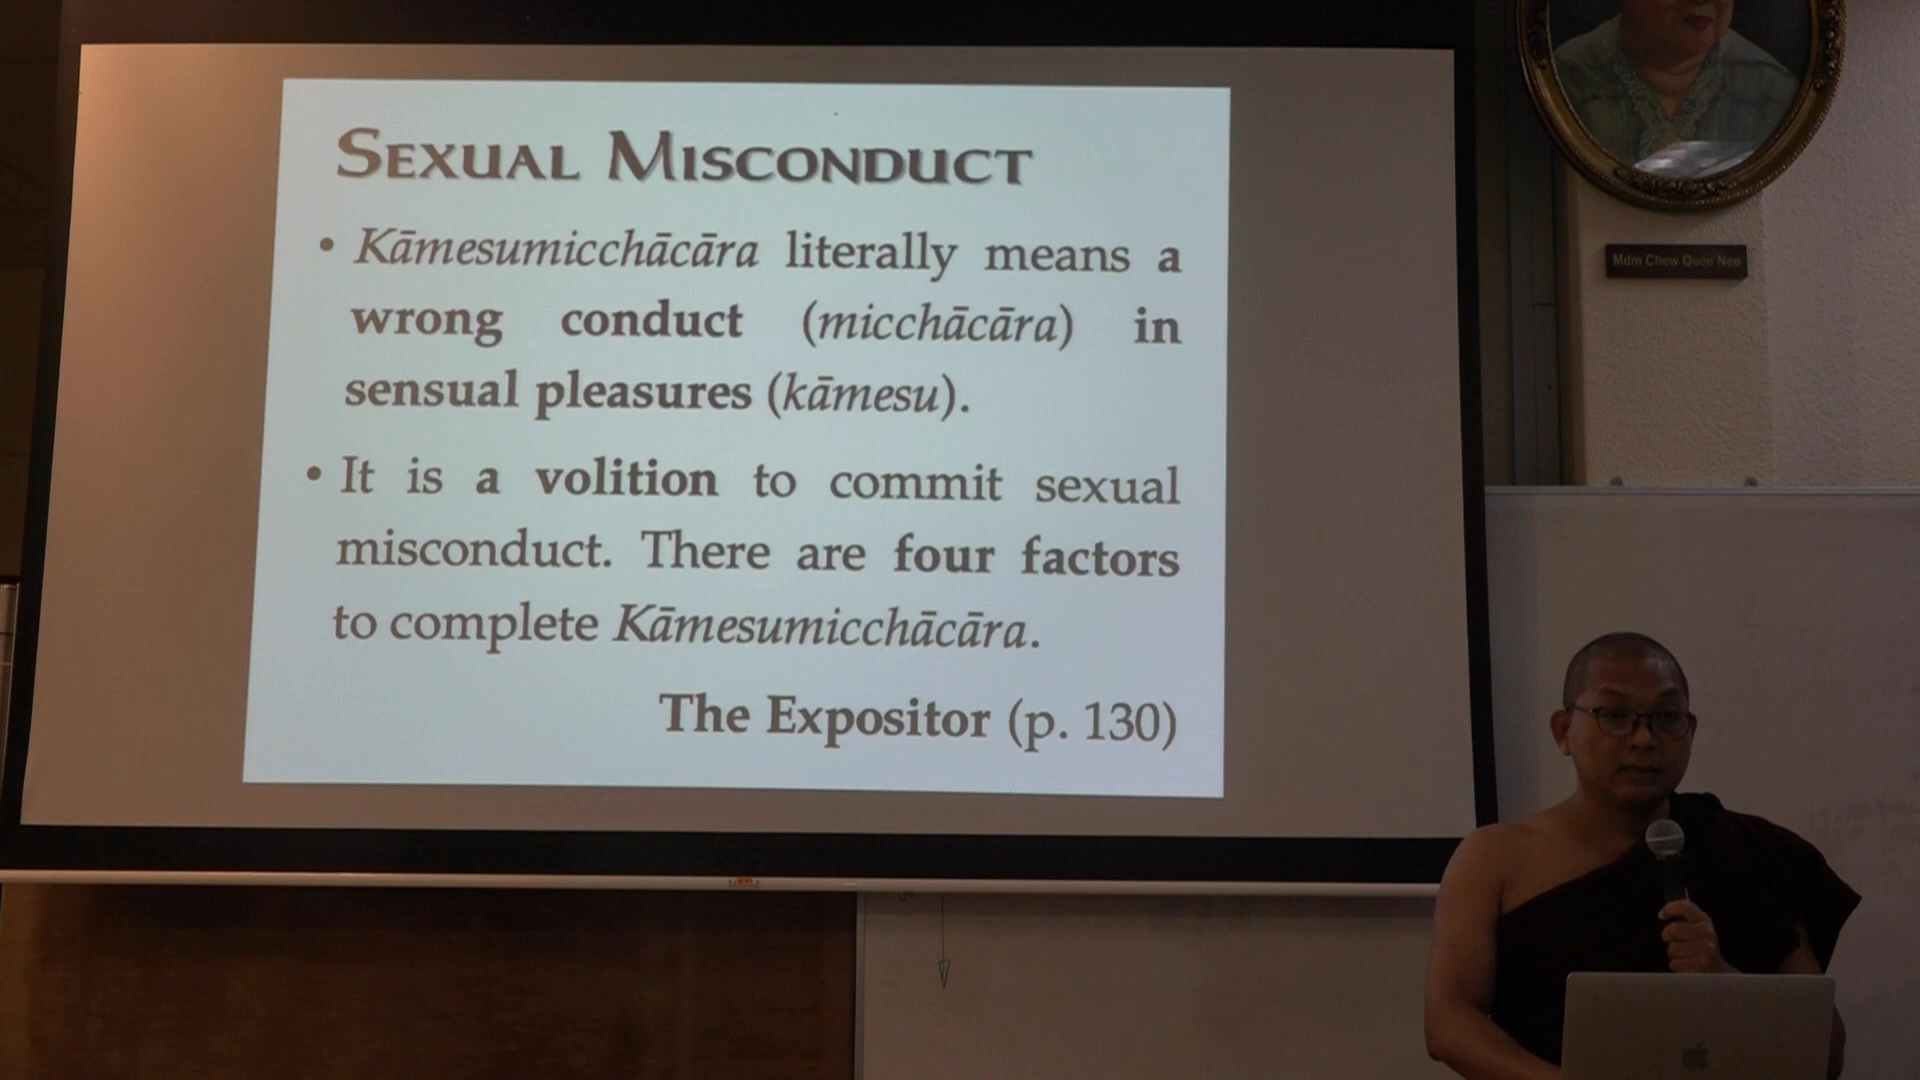 SEXUAL MISCONDUCT
• Kāmesumicchācāra literally means a
wrong conduct (micchācāra) in
sensual pleasures (kāmesu).
• It is a volition to commit sexual
misconduct. There are four factors
to complete Kāmesumicchācāra.
The Expositor (p. 130)
Mdm Chew Quee Neo